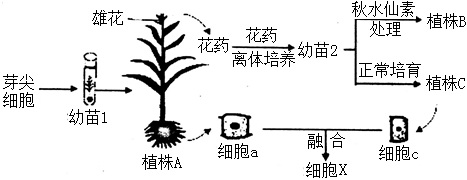 雄花
花药
花药
离体培养
幼苗2
秋水仙素
处理
植株B
正常培育
植株C
芽尖
细胞
幼苗1
植株A
细胞a
融合
细胞X
细胞c